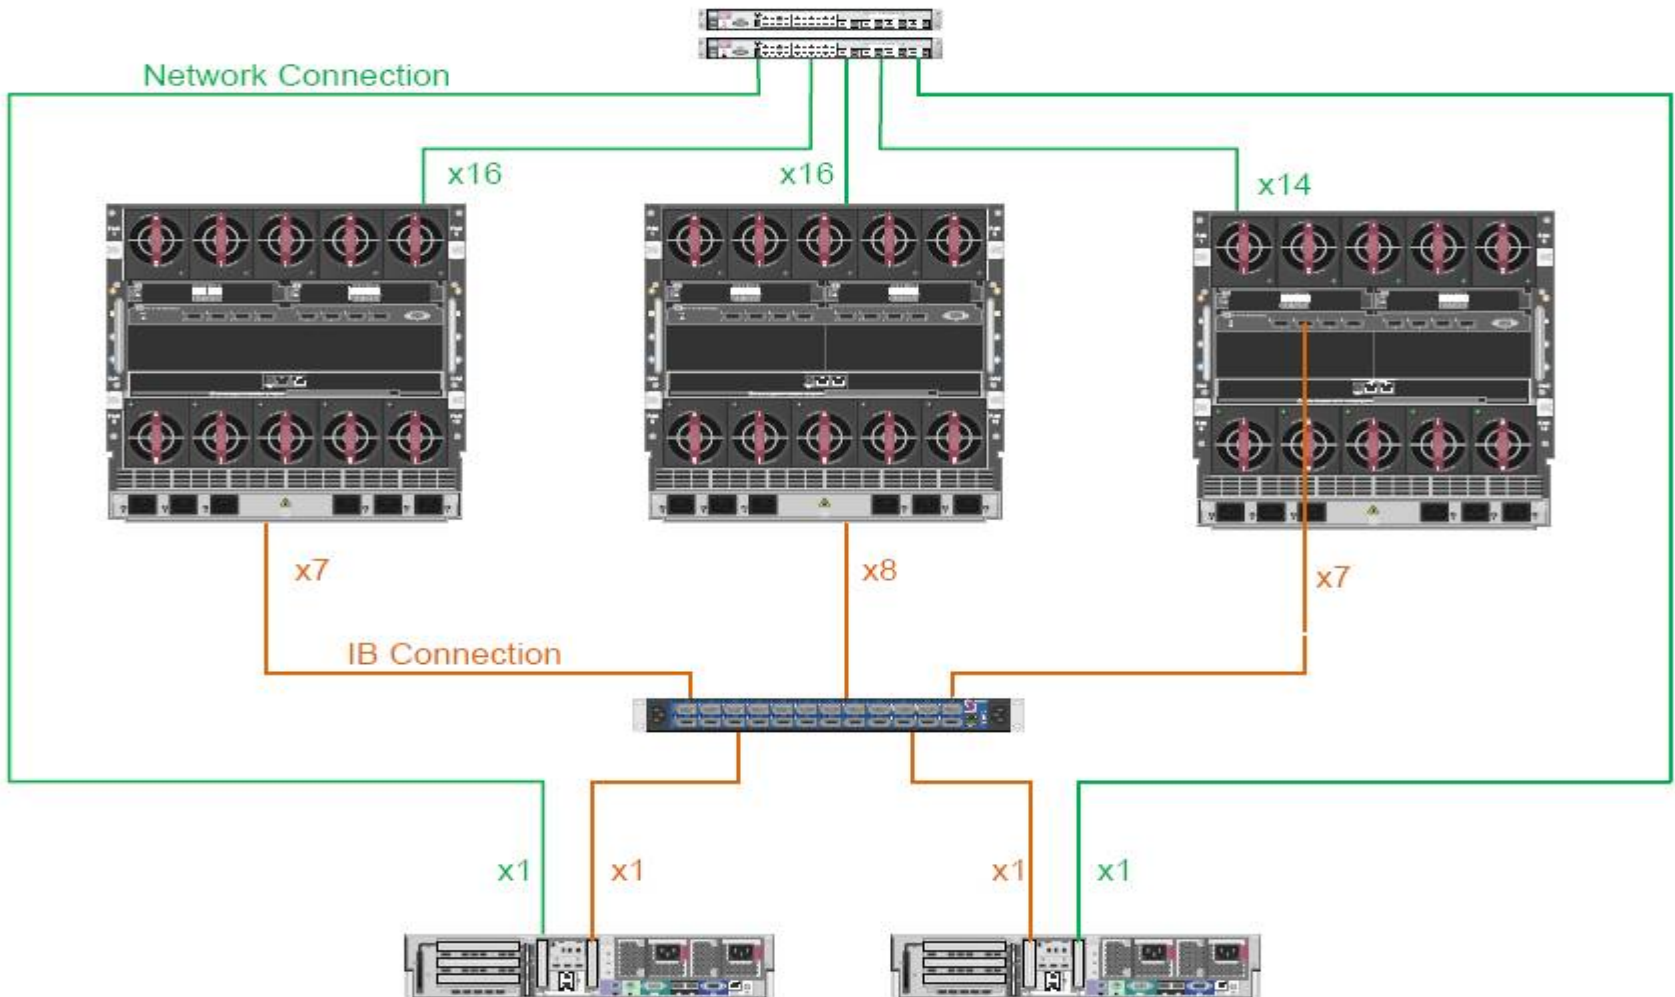 Network Connection
x16
x16
x14
x7
x8
x7
IB Connection
x1
x1
x1
x1